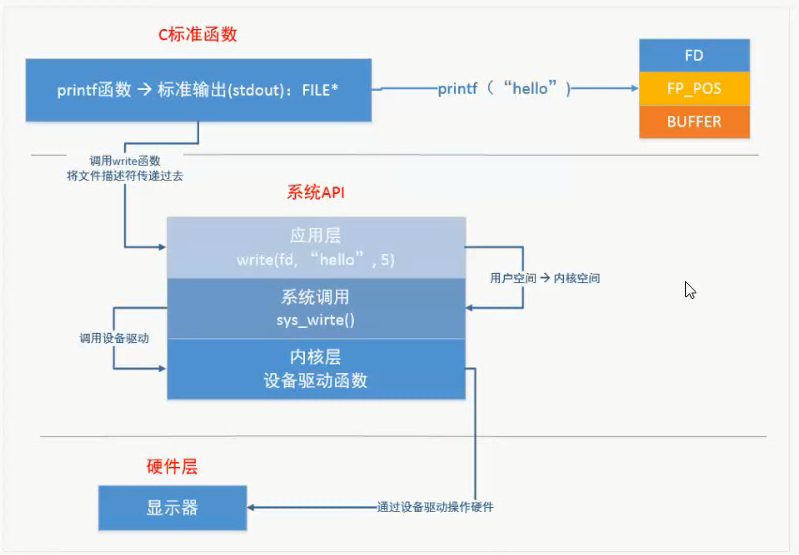 C标准函数
printf函数 → 标准输出(stdout)：FILE*
printf（“hello”）
FD
FP_POS
BUFFER
调用write函数
将文件描述符传递过去
系统API
应用层
write(fd, “hello”, 5)
用户空间 → 内核空间
系统调用
sys_wirte()
调用设备驱动
内核层
设备驱动函数
硬件层
显示器
通过设备驱动操作硬件